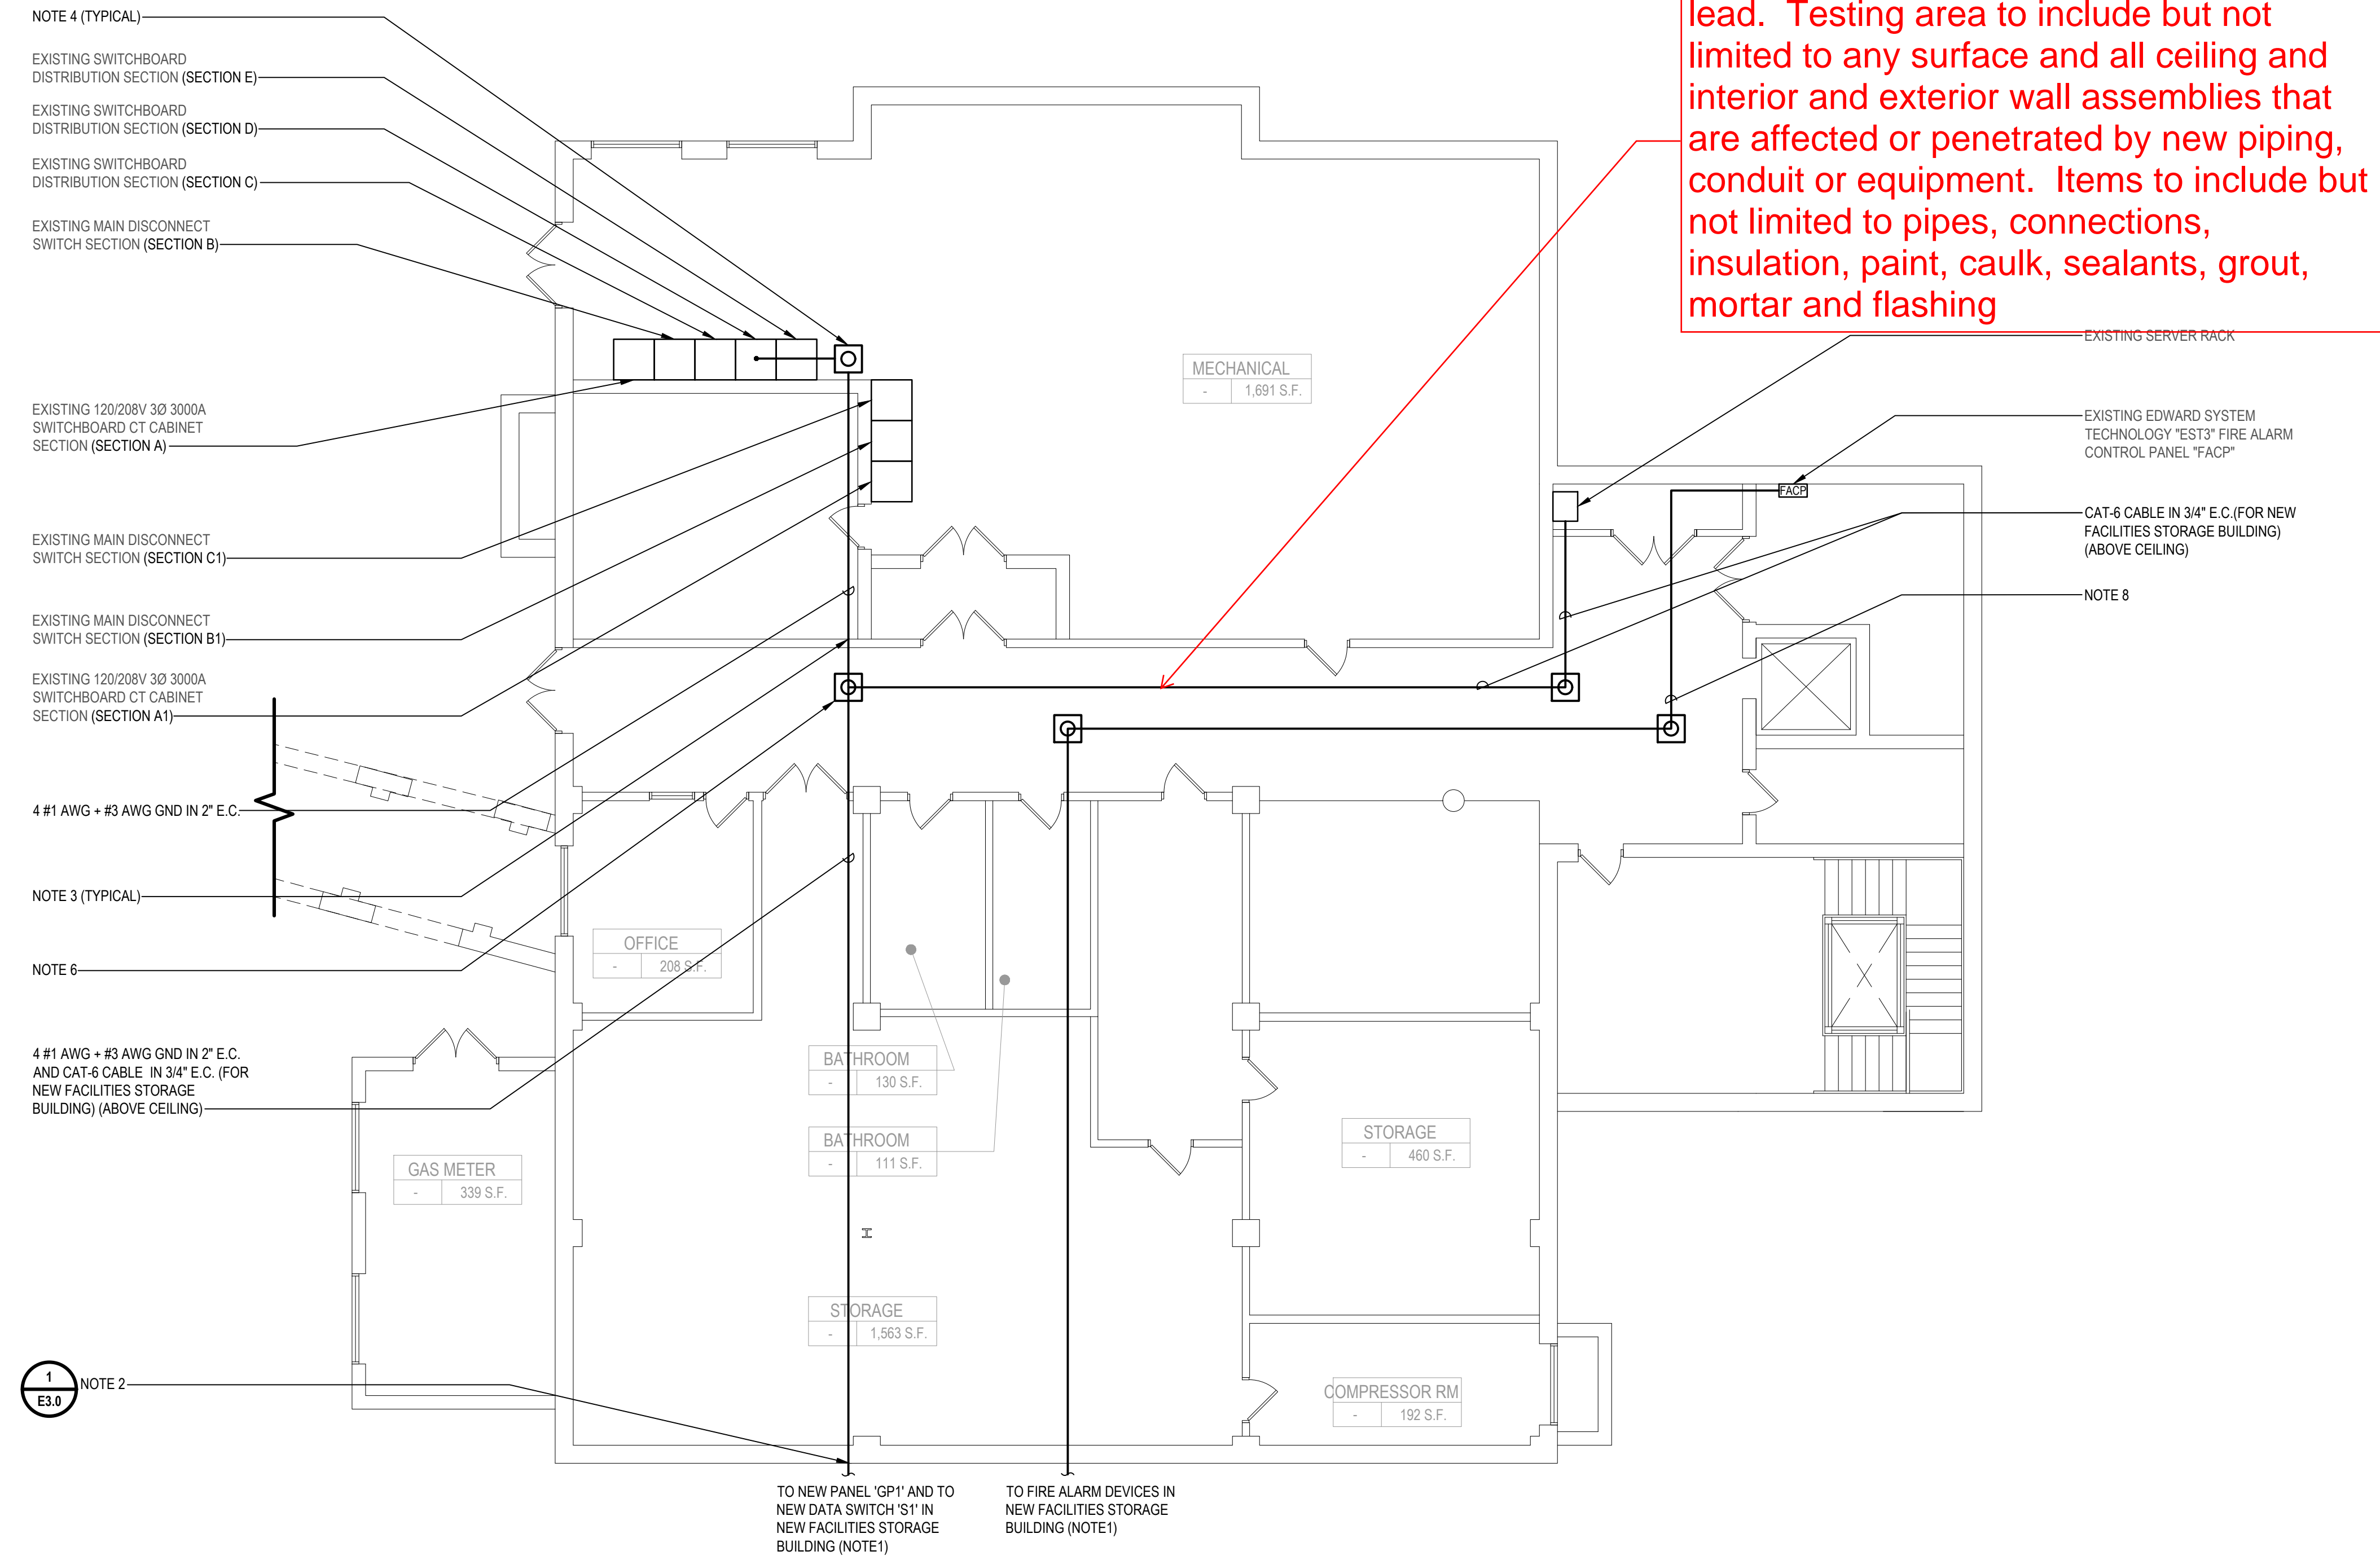 NOTE 4 (TYPICAL)
EXISTING SWITCHBOARD
DISTRIBUTION SECTION (SECTION E)
EXISTING SWITCHBOARD
DISTRIBUTION SECTION (SECTION D)
EXISTING SWITCHBOARD
DISTRIBUTION SECTION (SECTION C)
EXISTING MAIN DISCONNECT
SWITCH SECTION (SECTION B)
EXISTING 120/208V 3Ø 3000A
SWITCHBOARD CT CABINET
SECTION (SECTION A)
EXISTING MAIN DISCONNECT
SWITCH SECTION (SECTION C1)
EXISTING MAIN DISCONNECT
SWITCH SECTION (SECTION B1)
EXISTING 120/208V 3Ø 3000A
SWITCHBOARD CT CABINET
SECTION (SECTION A1)
4 #1 AWG + #3 AWG GND IN 2" E.C.
NOTE 3 (TYPICAL)
NOTE 6
4 #1 AWG + #3 AWG GND IN 2" E.C.
AND CAT-6 CABLE IN 3/4" E.C. (FOR
NEW FACILITIES STORAGE
BUILDING) (ABOVE CEILING)
1
E3.0
NOTE 2
lead. Testing area to include but not
limited to any surface and all ceiling and
interior and exterior wall assemblies that
are affected or penetrated by new piping,
conduit or equipment. Items to include but
not limited to pipes, connections,
insulation, paint, caulk, sealants, grout,
mortar and flashing
EXISTING SERVER RACK
EXISTING EDWARD SYSTEM
TECHNOLOGY "EST3" FIRE ALARM
CONTROL PANEL "FACP"
CAT-6 CABLE IN 3/4" E.C.(FOR NEW
FACILITIES STORAGE BUILDING)
(ABOVE CEILING)
NOTE 8
FACP
MECHANICAL
- 1,691 S.F.
OFFICE
- 208 S.F.
BATHROOM
- 130 S.F.
BATHROOM
- 111 S.F.
GAS METER
- 339 S.F.
STORAGE
- 460 S.F.
STORAGE
- 1,563 S.F.
COMPRESSOR RM
- 192 S.F.
TO NEW PANEL 'GP1' AND TO
NEW DATA SWITCH 'S1' IN
NEW FACILITIES STORAGE
BUILDING (NOTE1)
TO FIRE ALARM DEVICES IN
NEW FACILITIES STORAGE
BUILDING (NOTE1)